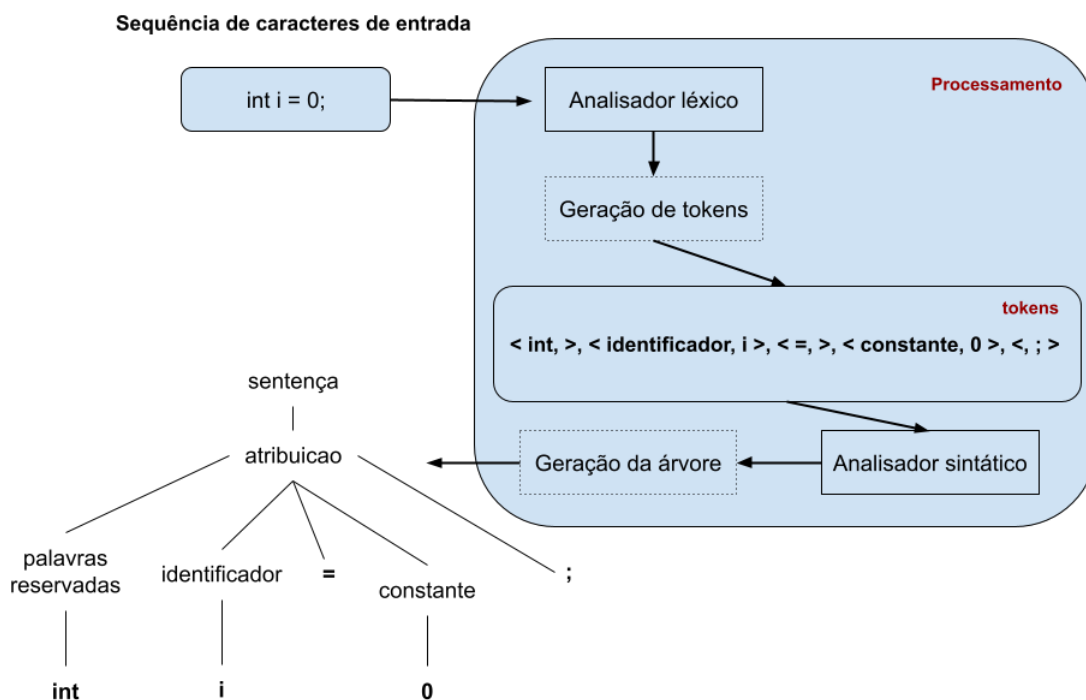 Sequência de caracteres de entrada
int i = 0;
Processamento
Analisador léxico
Geração de tokens
tokens
< int, >, < identificador, i >, < =, >, < constante, 0 >, <, ; >
Analisador sintático
Geração da árvore
sentença
atribuicao
palavras
reservadas
identificador
=
constante
;
int
i
0